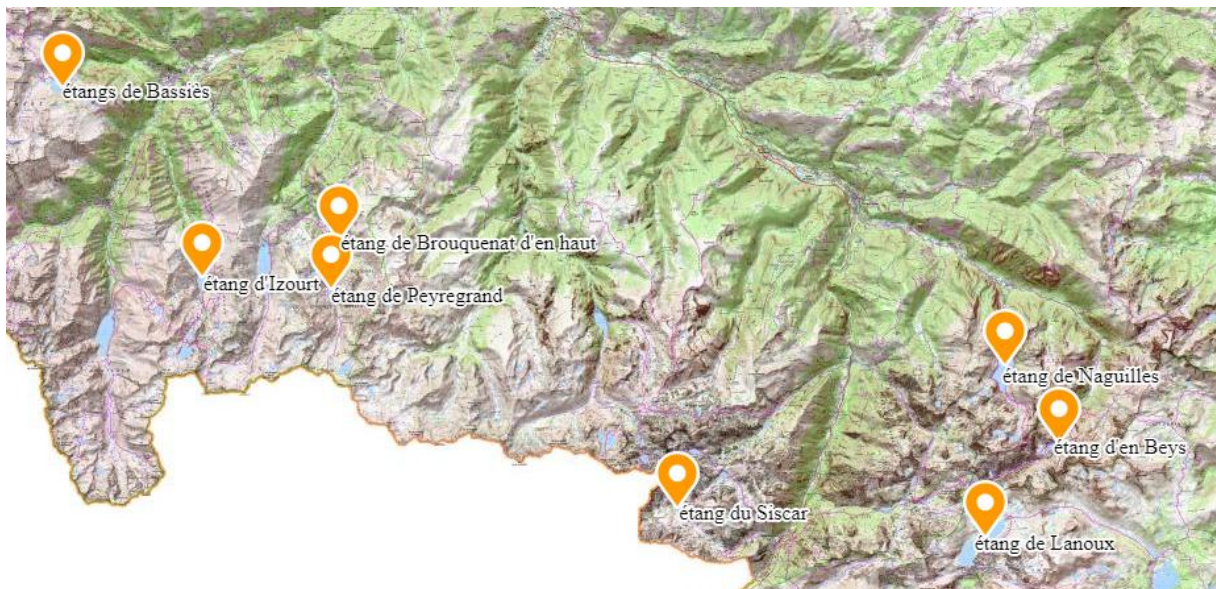 étangs de Bassiès
étang de Brouquenat d'en haut
étang d'Izourt
étang de Peyregrand
étang de Naguilles
étang d'en Beys
étang du Siscar
étang de Lanoux